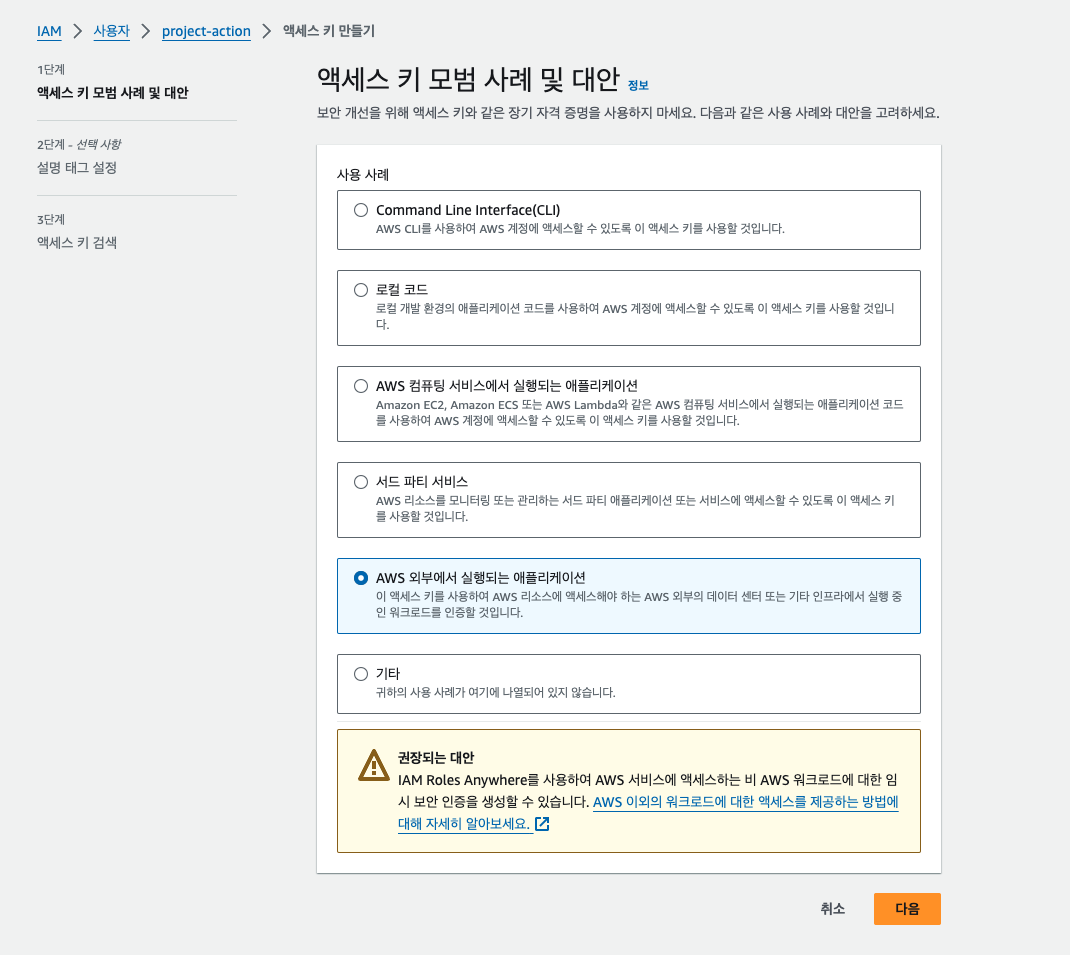 IAM > 사용자 > project-action > 액세스 키 만들기
1단계
액세스 키 모범 사례 및 대안
2단계 - 선택 사항
설명 태그 설정
3단계
액세스 키 검색
액세스 키 모범 사례 및 대안 정보
보안 개선을 위해 액세스 키와 같은 장기 자격 증명을 사용하지 마세요. 다음과 같은 사용 사례와 대안을 고려하세요.
사용 사례
Command Line Interface(CLI)
AWS CLI를 사용하여 AWS 계정에 액세스할 수 있도록 이 액세스 키를 사용할 것입니다.
로컬 코드
로컬 개발 환경의 애플리케이션 코드를 사용하여 AWS 계정에 액세스할 수 있도록 이 액세스 키를 사용할 것입니
다.
AWS 컴퓨팅 서비스에서 실행되는 애플리케이션
Amazon EC2, Amazon ECS 또는 AWS Lambda와 같은 AWS 컴퓨팅 서비스에서 실행되는 애플리케이션 코드
를 사용하여 AWS 계정에 액세스할 수 있도록 이 액세스 키를 사용할 것입니다.
서드 파티 서비스
AWS 리소스를 모니터링 또는 관리하는 서드 파티 애플리케이션 또는 서비스에 액세스할 수 있도록 이 액세스 키
를 사용할 것입니다.
AWS 외부에서 실행되는 애플리케이션
이 액세스 키를 사용하여 AWS 리소스에 액세스해야 하는 AWS 외부의 데이터 센터 또는 기타 인프라에서 실행 중
인 워크로드를 인증할 것입니다.
기타
귀하의 사용 사례가 여기에 나열되어 있지 않습니다.
권장되는 대안
IAM Roles Anywhere를 사용하여 AWS 서비스에 액세스하는 비 AWS 워크로드에 대한 임
시 보안 인증을 생성할 수 있습니다. AWS 이외의 워크로드에 대한 액세스를 제공하는 방법에
대해 자세히 알아보세요.
취소
다음